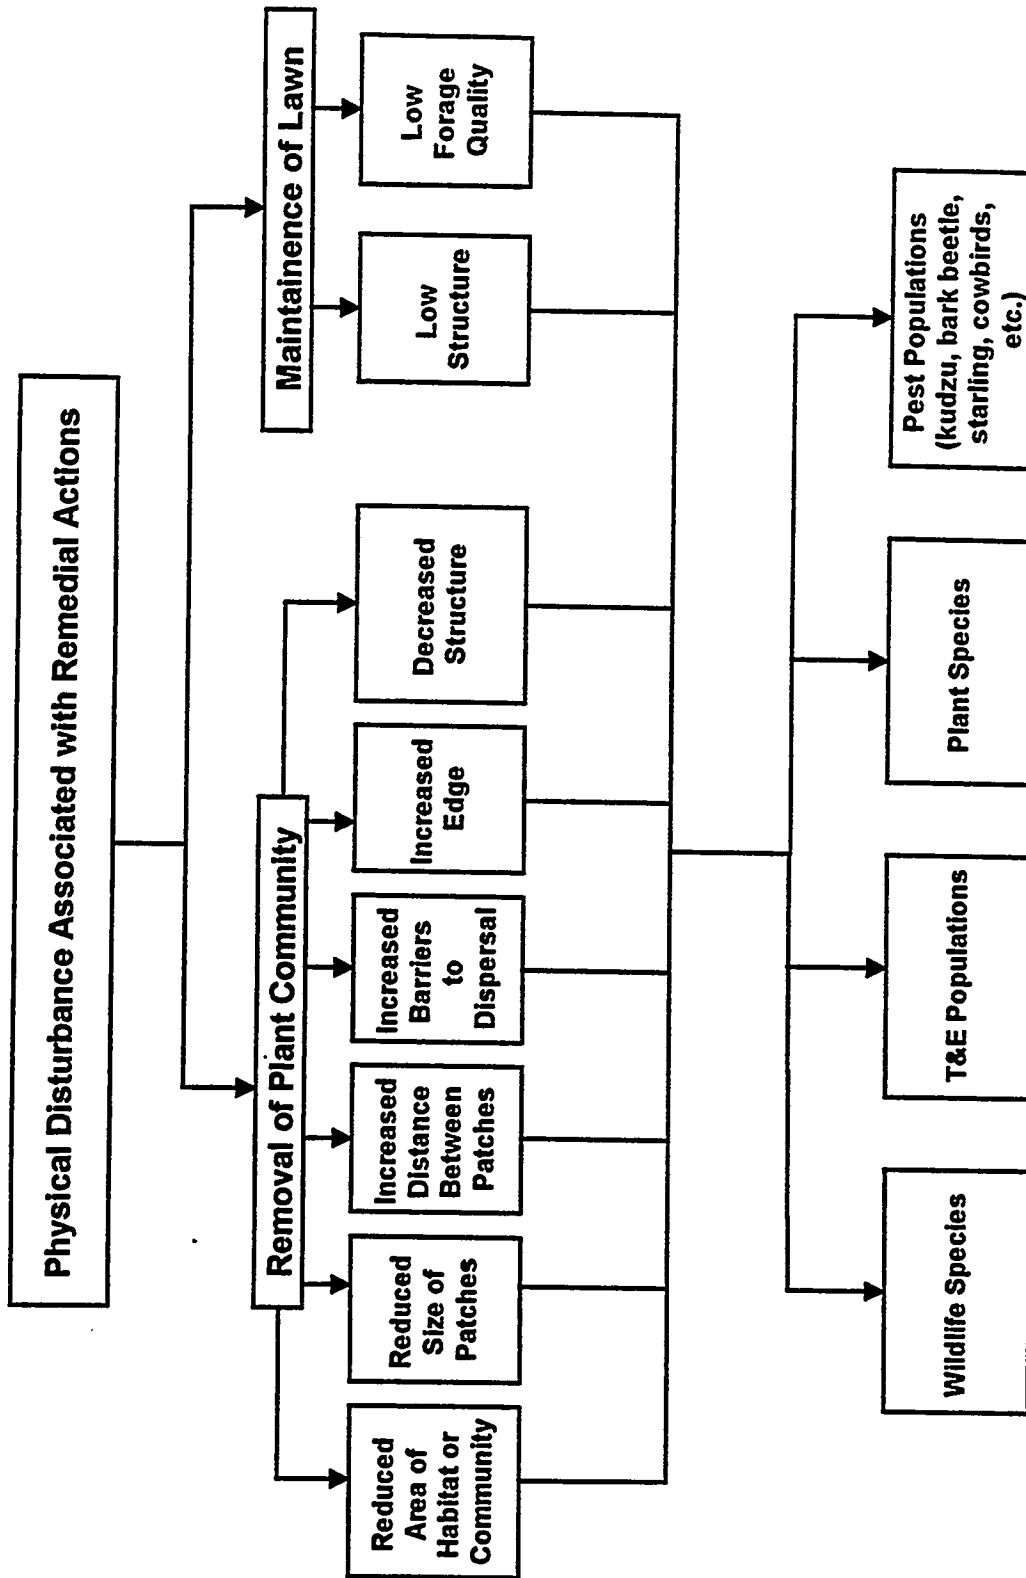 Physical Disturbance Associated with Remedial Actions
Removal of Plant Community
Maintainence of Lawn
Reduced
Area of
Habitat or
Community
Reduced
Size of
Patches
Increased
Distance
Between
Patches
Increased
Barriers
to
Dispersal
Increased
Edge
Decreased
Structure
Low
Structure
Low
Forage
Quality
Wildlife Species
T&E Populations
Plant Species
Pest Populations
(kudzu, bark beetle,
starling, cowbirds,
etc.)